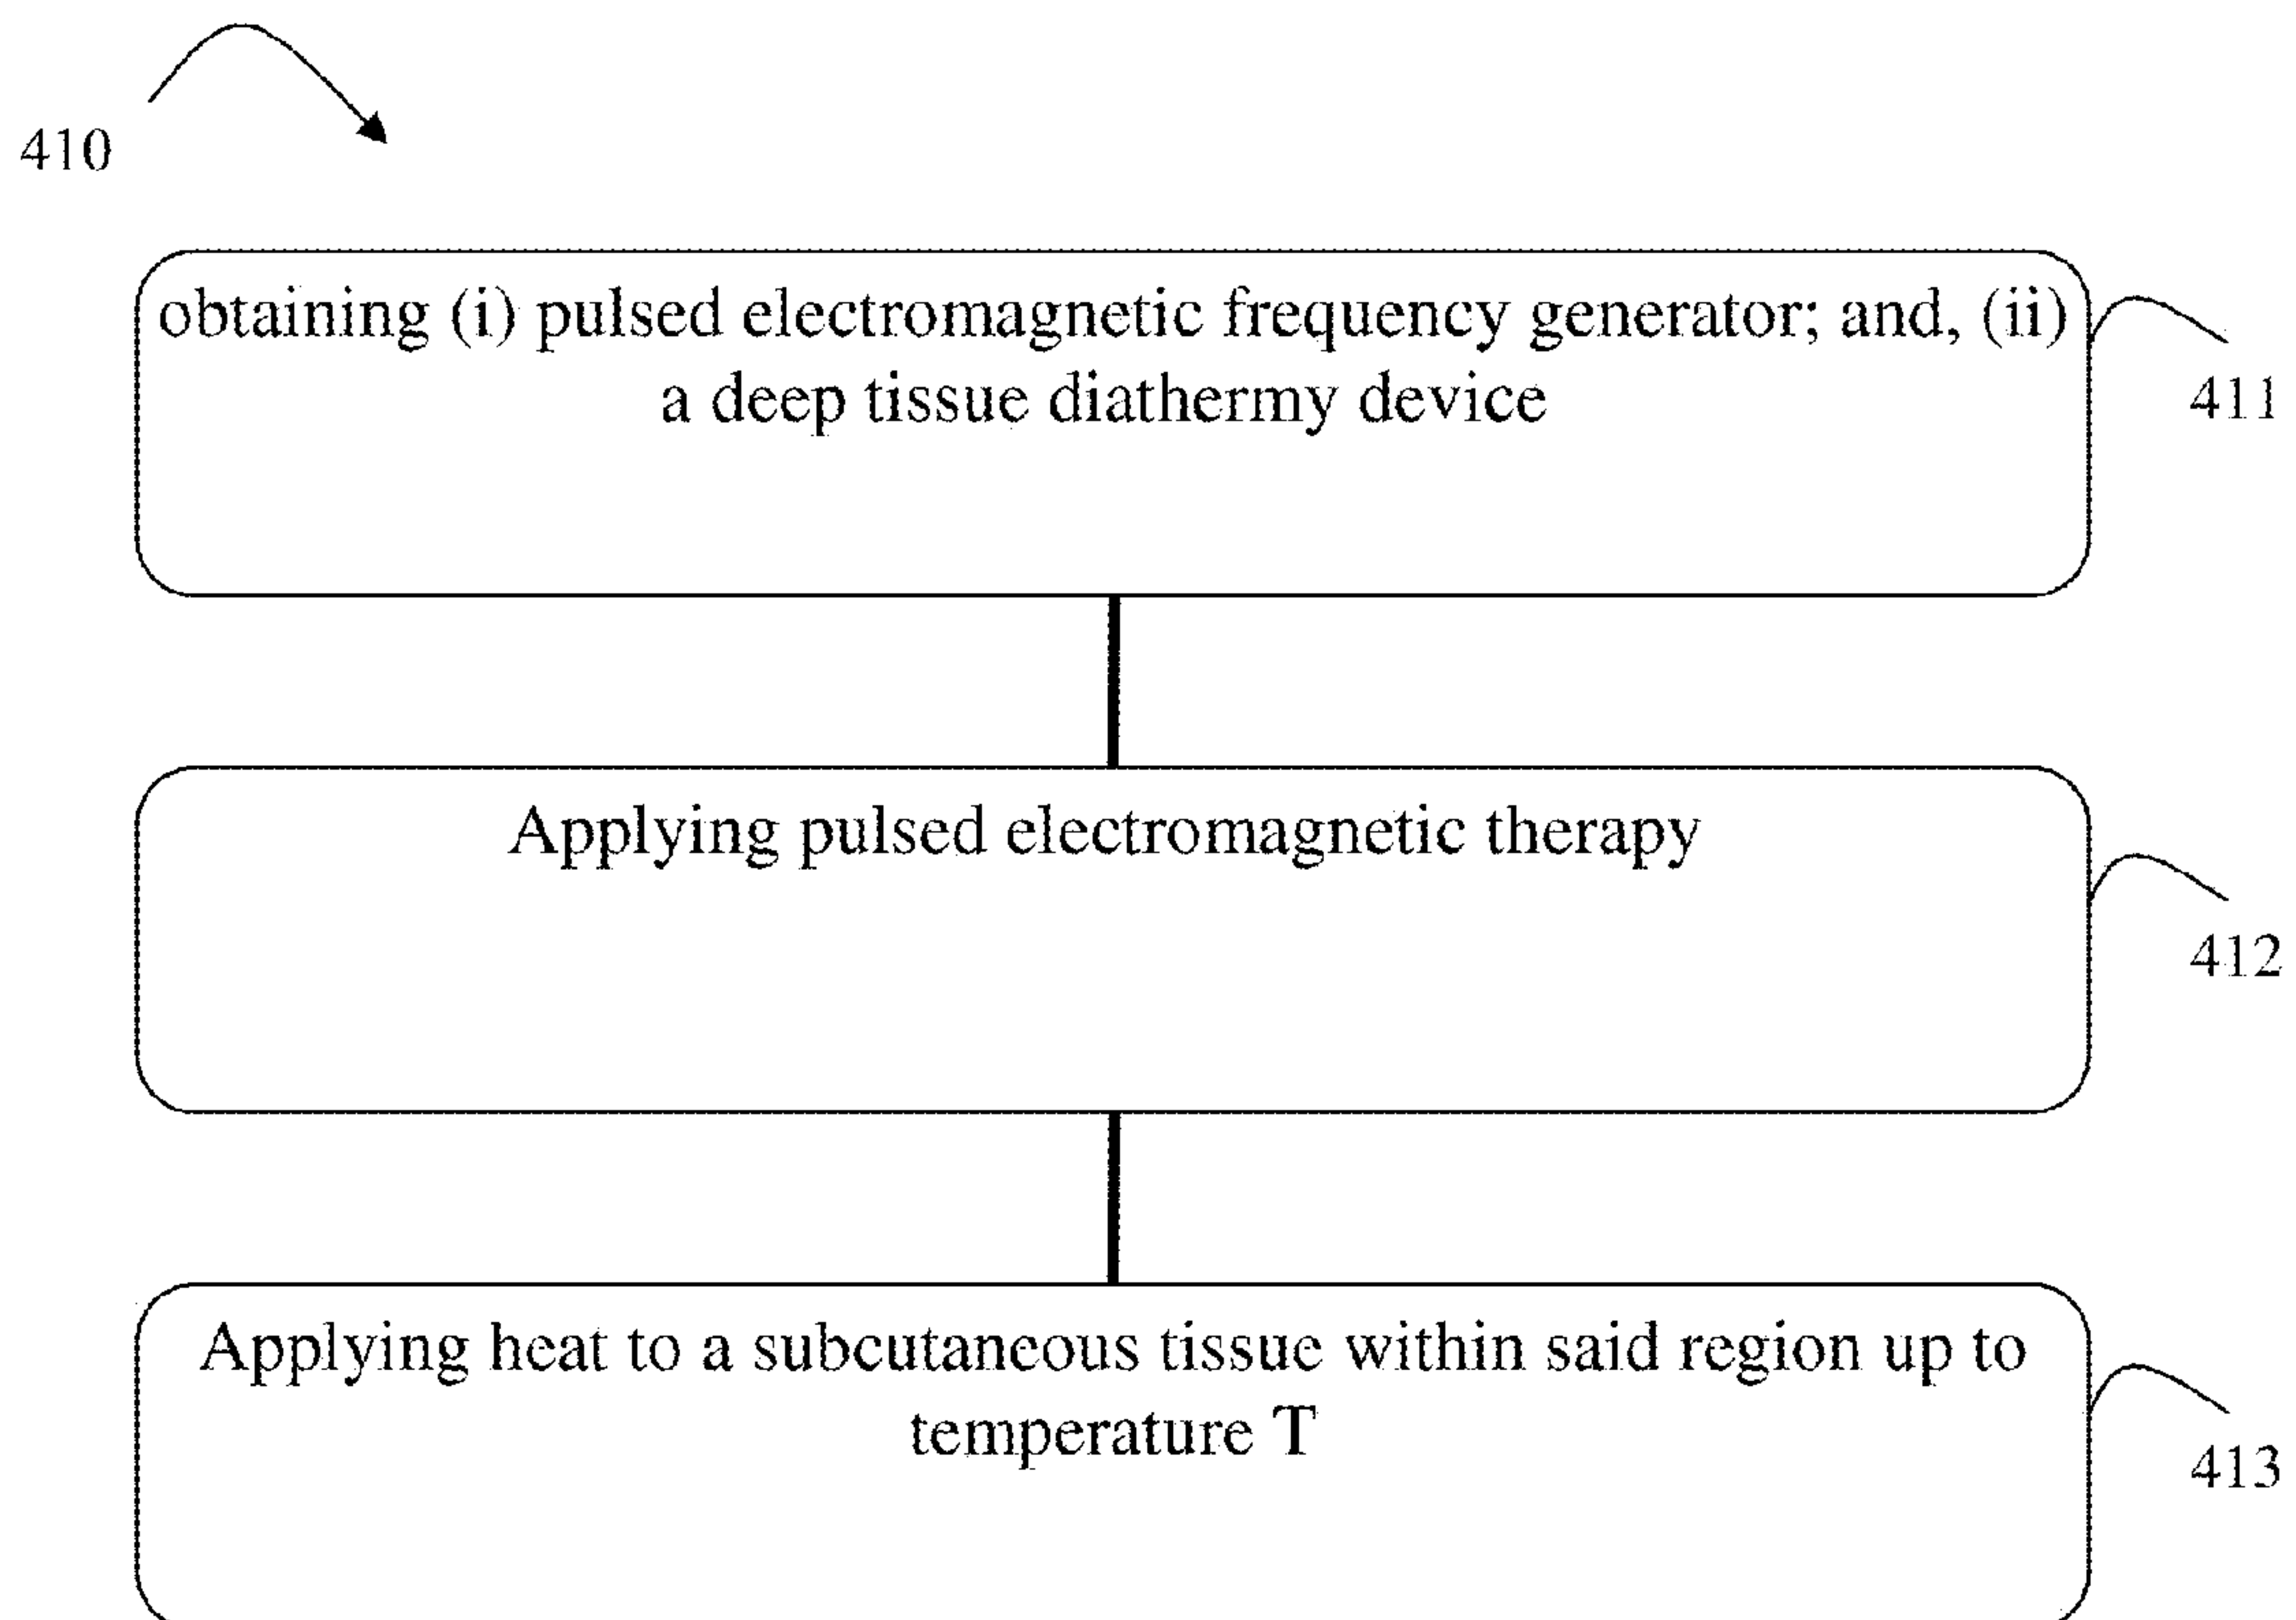 410
obtaining (i) pulsed electromagnetic frequency generator; and, (ii)
a deep tissue diathermy device
411
Applying pulsed electromagnetic therapy
412
Applying heat to a subcutaneous tissue within said region up to
temperature T
413